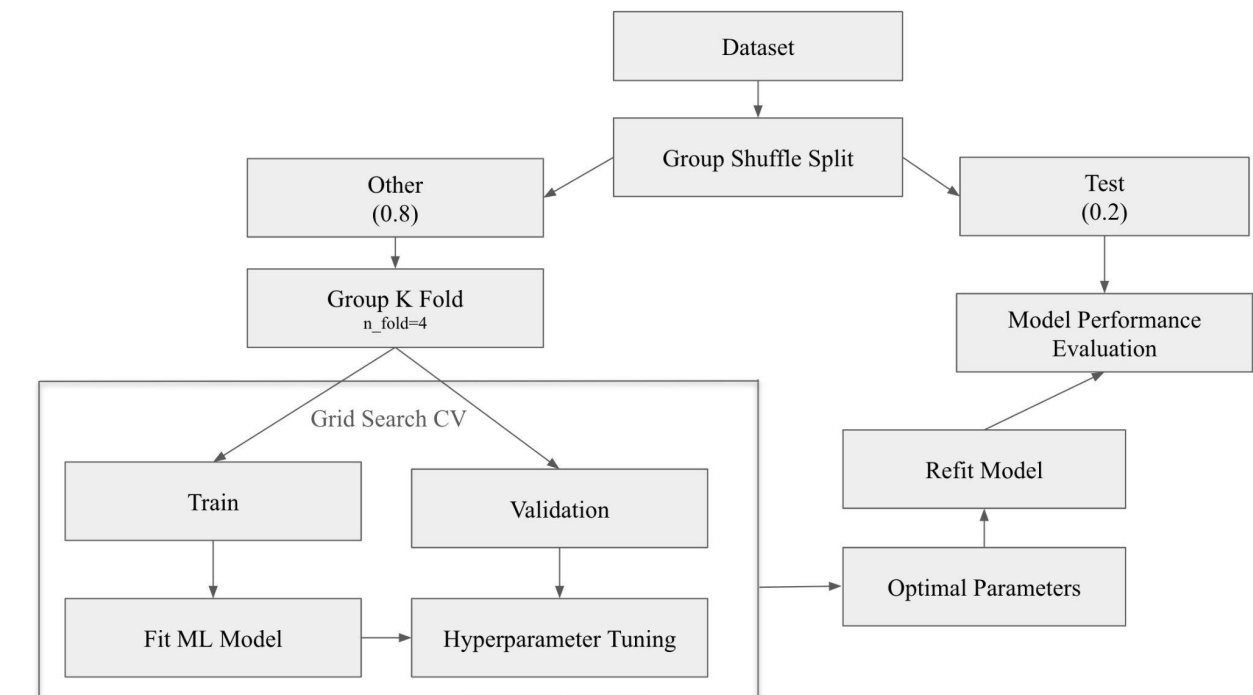 Dataset
Group Shuffle Split
Other
(0.8)
Test
(0.2)
Group K Fold
n_fold=4
Model Performance
Evaluation
Grid Search CV
Train
Validation
Refit Model
Fit ML Model
Hyperparameter Tuning
Optimal Parameters